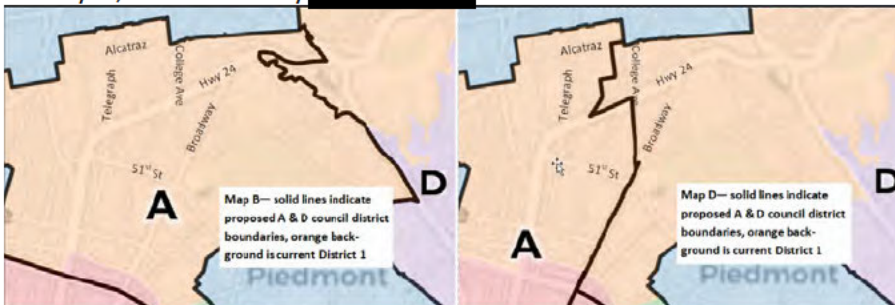 Alcatraz
College Ave
Telegraph
Hwy 24
Broadway
51st St
A
D
Map B— solid lines indicate
proposed A & D council district
boundaries, orange back-
ground is current District 1
Piedmont
Alcatraz
College Ave
Telegraph
Hwy 24
Broadway
51st St
A
D
Map D— solid lines indicate
proposed A & D council district
boundaries, orange back-
ground is current District 1
Piedmont